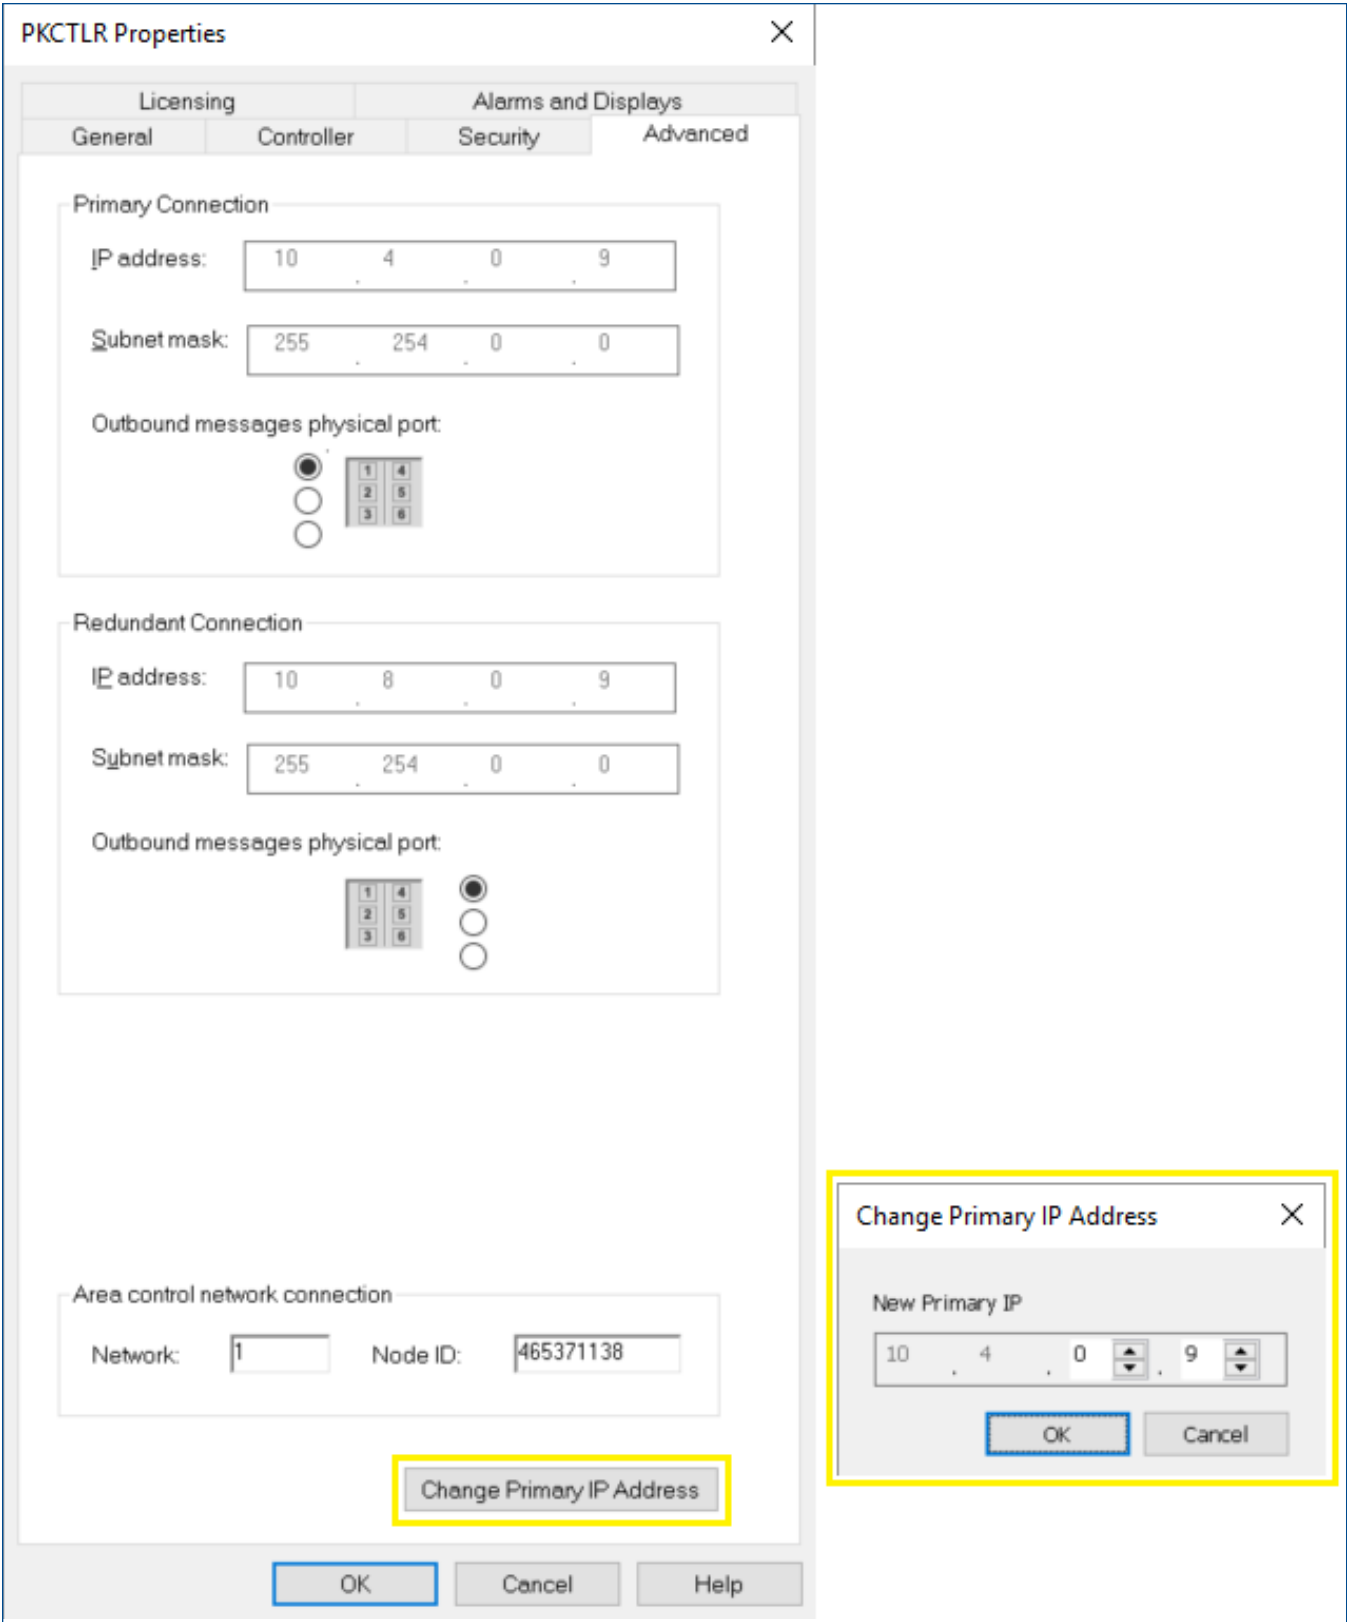 PKCTLR Properties
Licensing
Alarms and Displays
General
Controller
Security
Advanced
Primary Connection
IP address: 10 . 4 . 0 . 9
Subnet mask: 255 . 254 . 0 . 0
Outbound messages physical port:
1 4
2 5
3 6
Redundant Connection
IP address: 10 . 8 . 0 . 9
Subnet mask: 255 . 254 . 0 . 0
Outbound messages physical port:
1 4
2 5
3 6
Area control network connection
Network: 1 Node ID: 465371138
Change Primary IP Address
OK Cancel Help
Change Primary IP Address
New Primary IP
10 . 4 . 0 . 9
OK Cancel